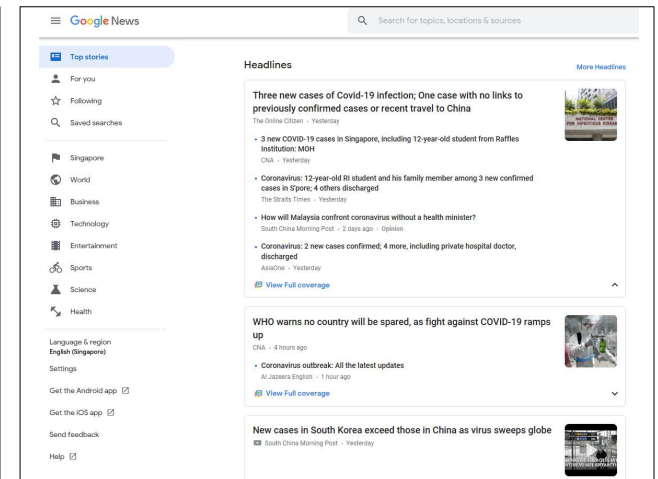 Google News
Search for topics, locations & sources
Top stories
For you
Following
Saved searches
Singapore
World
Business
Technology
Entertainment
Sports
Science
Health
Language & region
English (Singapore)
Settings
Get the Android app
Get the iOS app
Send feedback
Help
Headlines
More Headlines
Three new cases of Covid-19 infection; One case with no links to
previously confirmed cases or recent travel to China
The Online Citizen • Yesterday
NATIONAL CENTRE
FOR INFECTIOUS DISEAS
• 3 new COVID-19 cases in Singapore, including 12-year-old student from Raffles
Institution: MOH
CNA • Yesterday
• Coronavirus: 12-year-old RI student and his family member among 3 new confirmed
cases in S'pore; 4 others discharged
The Straits Times • Yesterday
• How will Malaysia confront coronavirus without a health minister?
South China Morning Post • 2 days ago • Opinion
• Coronavirus: 2 new cases confirmed; 4 more, including private hospital doctor,
discharged
AsiaOne • Yesterday
View Full coverage
WHO warns no country will be spared, as fight against COVID-19 ramps
up
CNA • 4 hours ago
• Coronavirus outbreak: All the latest updates
Al Jazeera English • 1 hour ago
View Full coverage
New cases in South Korea exceed those in China as virus sweeps globe
South China Morning Post • Yesterday